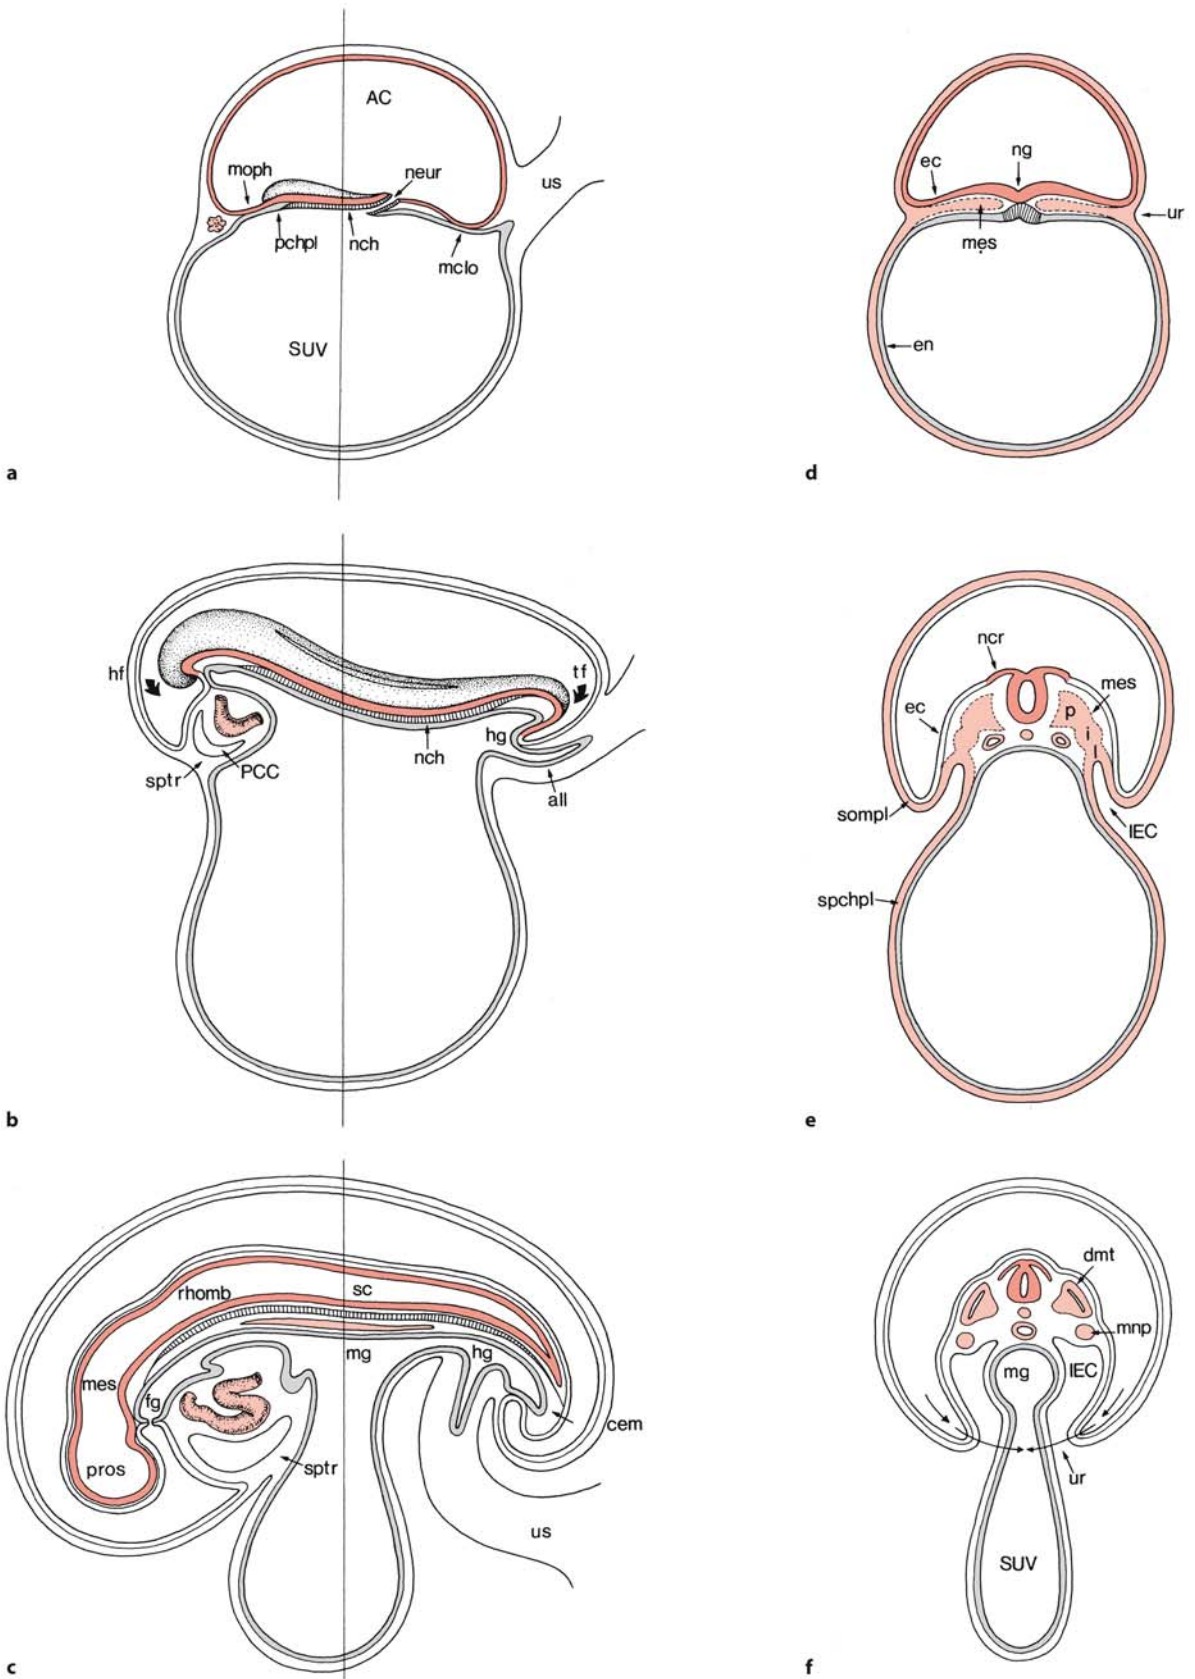 AC
moph
neur
us
pchpl
nch
mclo
SUV
a
ec
ng
mes
ur
en
d
hf
tf
hg
nch
sptr
PCC
all
b
ncr
mes
ec
p
i
l
sompl
IEC
spchpl
e
rhomb
sc
mes
fg
mg
hg
cem
pros
sptr
us
c
dmt
mnp
mg
IEC
ur
SUV
f